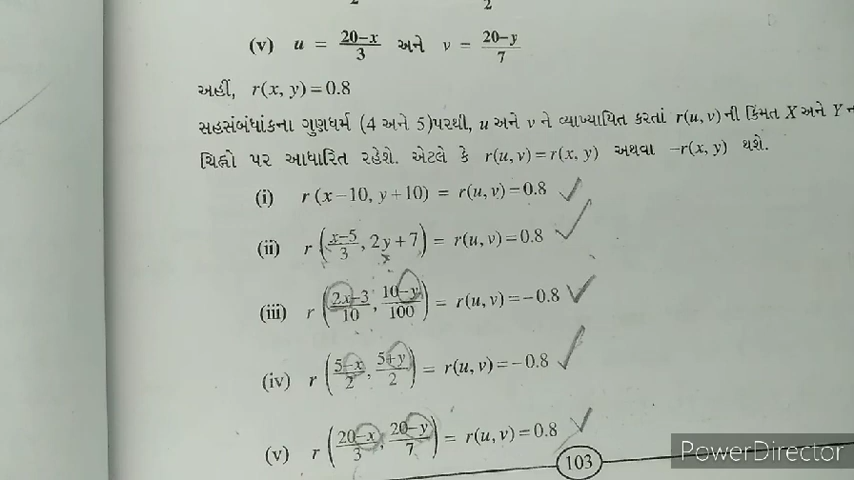 2 2
(v) u = 20−x/3 અને v = 20−y/7
અહીં, r(x, y)=0.8
સહસંબંધાંકના ગુણધર્મ (4 અને 5)પરથી, u અને v ને વ્યાખ્યાયિત કરતાં r(u, v)ની કિંમત X અને Y ના
ચિહ્નો પર આધારિત રહેશે. એટલે કે r(u, v)=r(x, y) અથવા −r(x, y) થશે.
(i) r (x−10, y+10) = r(u, v)=0.8
(ii) r (x−5/3, 2y+7) = r(u, v)=0.8
(iii) r (2x−3/10, 10−y/100) = r(u, v)=−0.8
(iv) r (5−x/2, 5+y/2) = r(u, v)=−0.8
(v) r (20−x/3, 20−y/7) = r(u, v)=0.8
103
PowerDirector